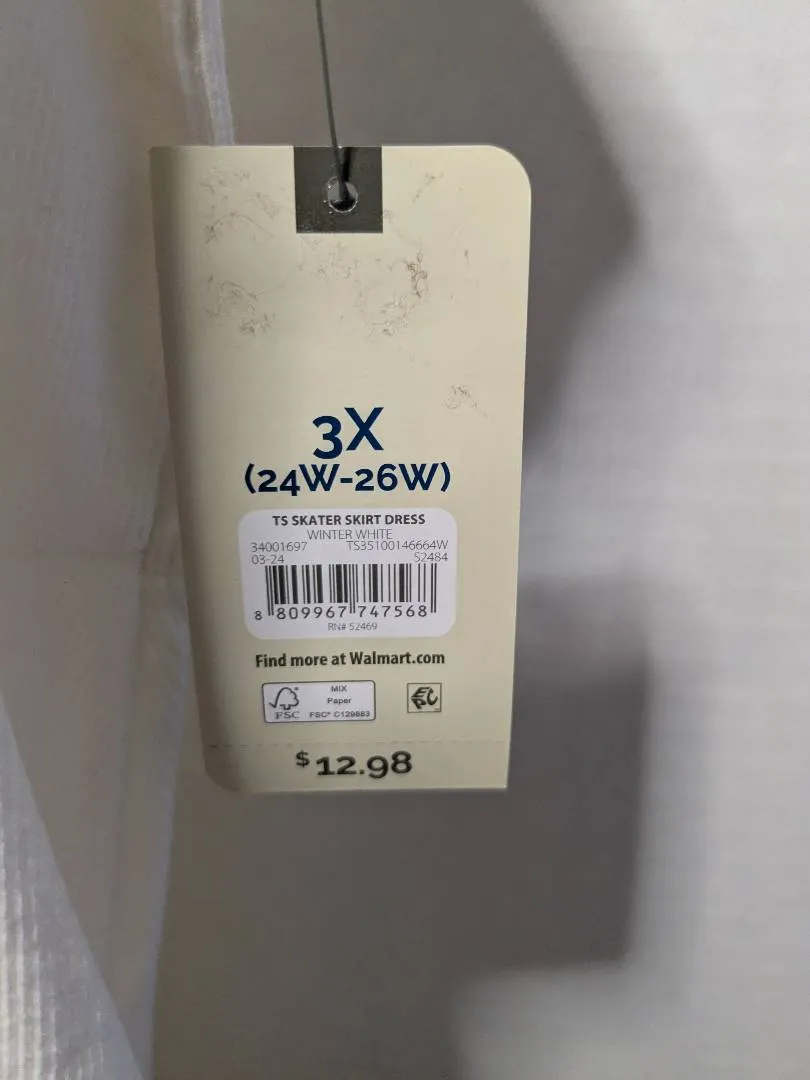 3X
(24W-26W)
TS SKATER SKIRT DRESS
WINTER WHITE
34001697 TS35100146664W
03-24 52484
8 809967 747568
RN# 52469
Find more at Walmart.com
MIX
Paper
FSC FSC® C129883
$12.98